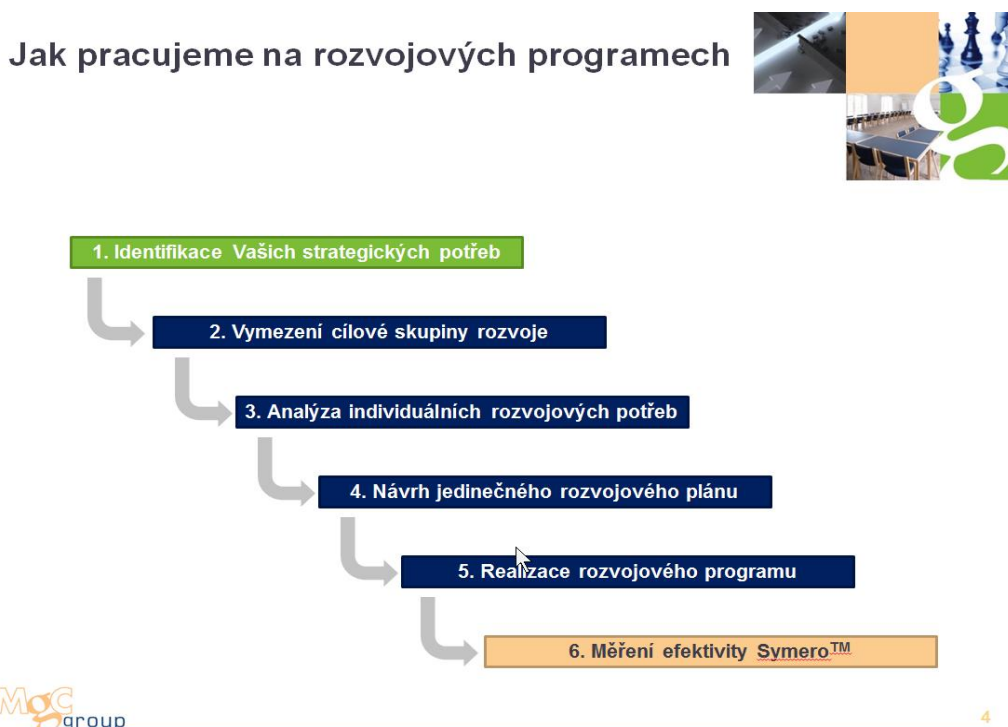 Jak pracujeme na rozvojových programech
1. Identifikace Vašich strategických potřeb
2. Vymezení cílové skupiny rozvoje
3. Analýza individuálních rozvojových potřeb
4. Návrh jedinečného rozvojového plánu
5. Realizace rozvojového programu
6. Měření efektivity Symero™
MgC
group
4